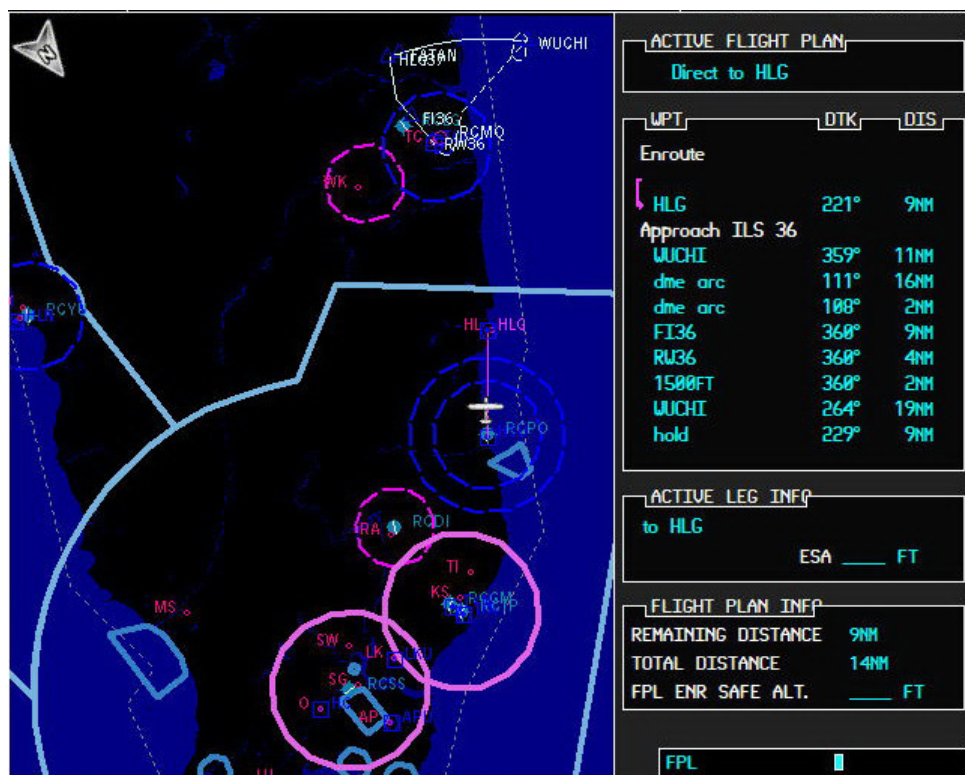 WUCHI
TATAN
FI36
TC
RCMQ
RW36
WK
RCYU
HL HLG
RCPO
RA RCDI
TI
KS
MS
SW
LK LKU
SG RCSS
O
AP APU
ACTIVE FLIGHT PLAN
Direct to HLG
WPT DTK DIS
Enroute
HLG 221° 9NM
Approach ILS 36
WUCHI 359° 11NM
dme arc 111° 16NM
dme arc 108° 2NM
FI36 360° 9NM
RW36 360° 4NM
1500FT 360° 2NM
WUCHI 264° 19NM
hold 229° 9NM
ACTIVE LEG INFO
to HLG
ESA ____ FT
FLIGHT PLAN INFO
REMAINING DISTANCE 9NM
TOTAL DISTANCE 14NM
FPL ENR SAFE ALT. ____ FT
FPL